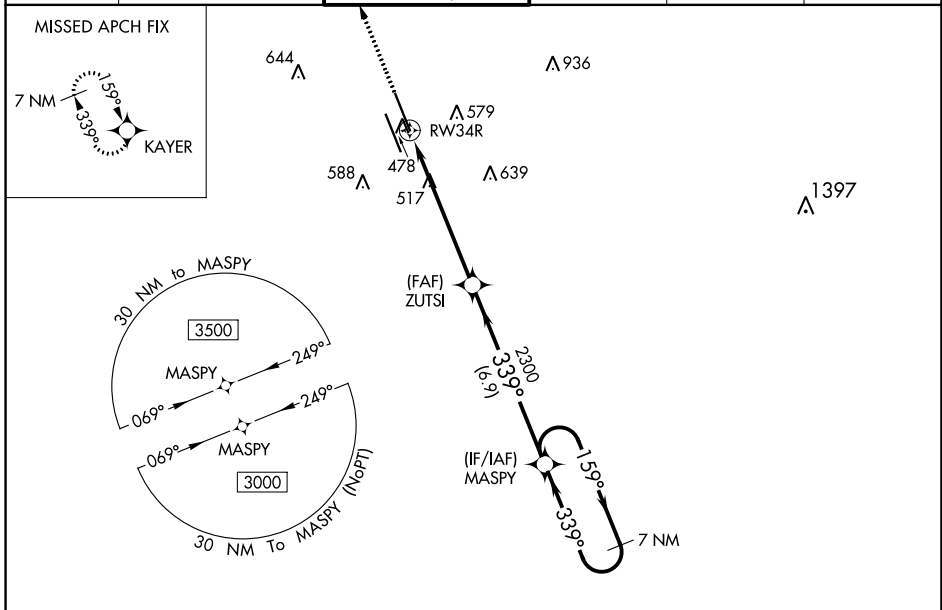 MISSED APCH FIX
7 NM
159°
339°
KAYER
644
936
579
RW34R
478
588
517
639
1397
(FAF)
ZUTSI
2300
339°
(6.9)
30 NM to MASPY
3500
MASPY
249°
069°
249°
069°
MASPY
3000
30 NM To MASPY (NoPT)
(IF/IAF)
MASPY
159°
339°
7 NM